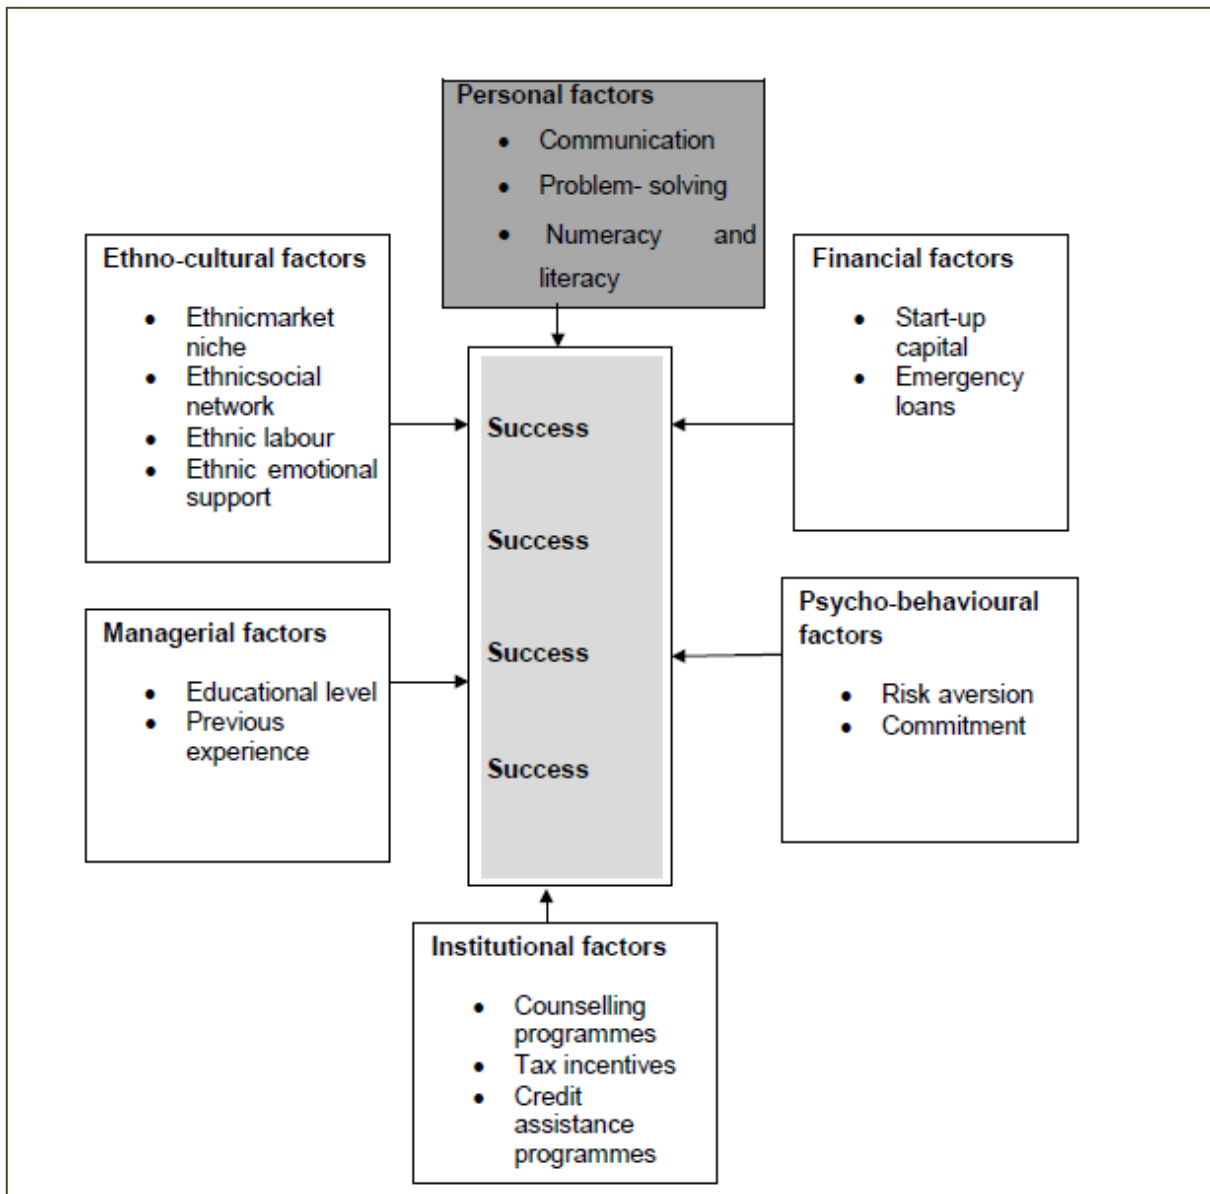 Personal factors
• Communication
• Problem- solving
• Numeracy and
literacy
Ethno-cultural factors
• Ethnicmarket
niche
• Ethnicsocial
network
• Ethnic labour
• Ethnic emotional
support
Financial factors
• Start-up
capital
• Emergency
loans
Success
Success
Success
Success
Managerial factors
• Educational level
• Previous
experience
Psycho-behavioural
factors
• Risk aversion
• Commitment
Institutional factors
• Counselling
programmes
• Tax incentives
• Credit
assistance
programmes